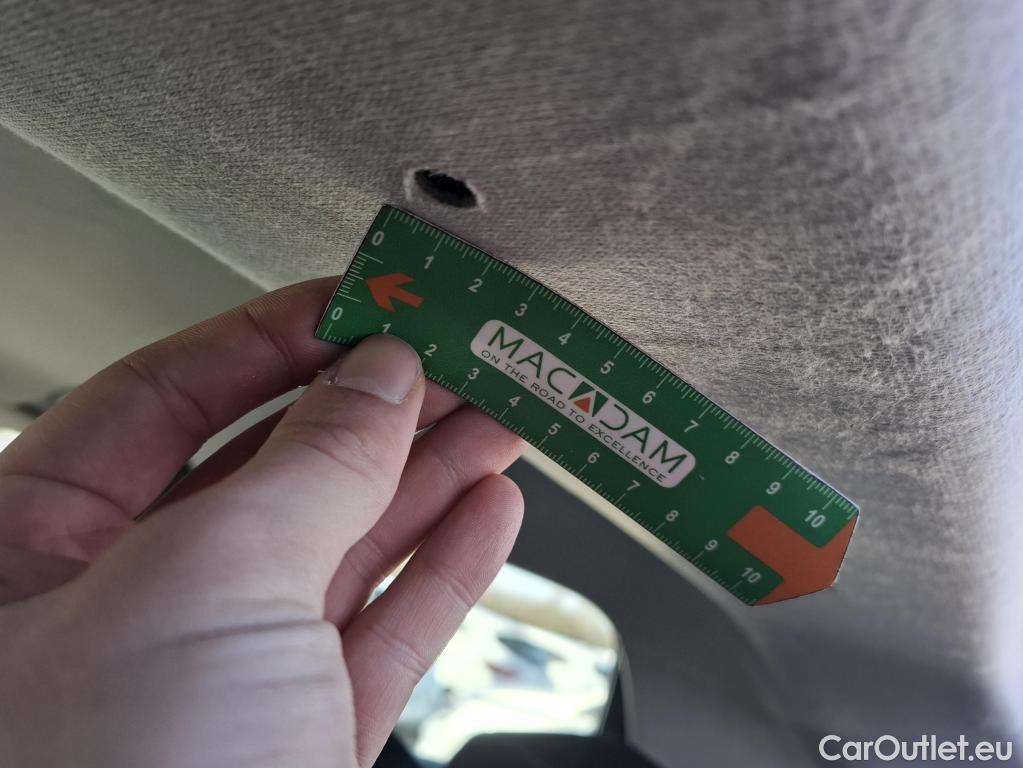 0 1 2 3 4 5 6 7 8 9 10
MACADAM
ON THE ROAD TO EXCELLENCE
0 1 2 3 4 5 6 7 8 9 10
CarOutlet.eu